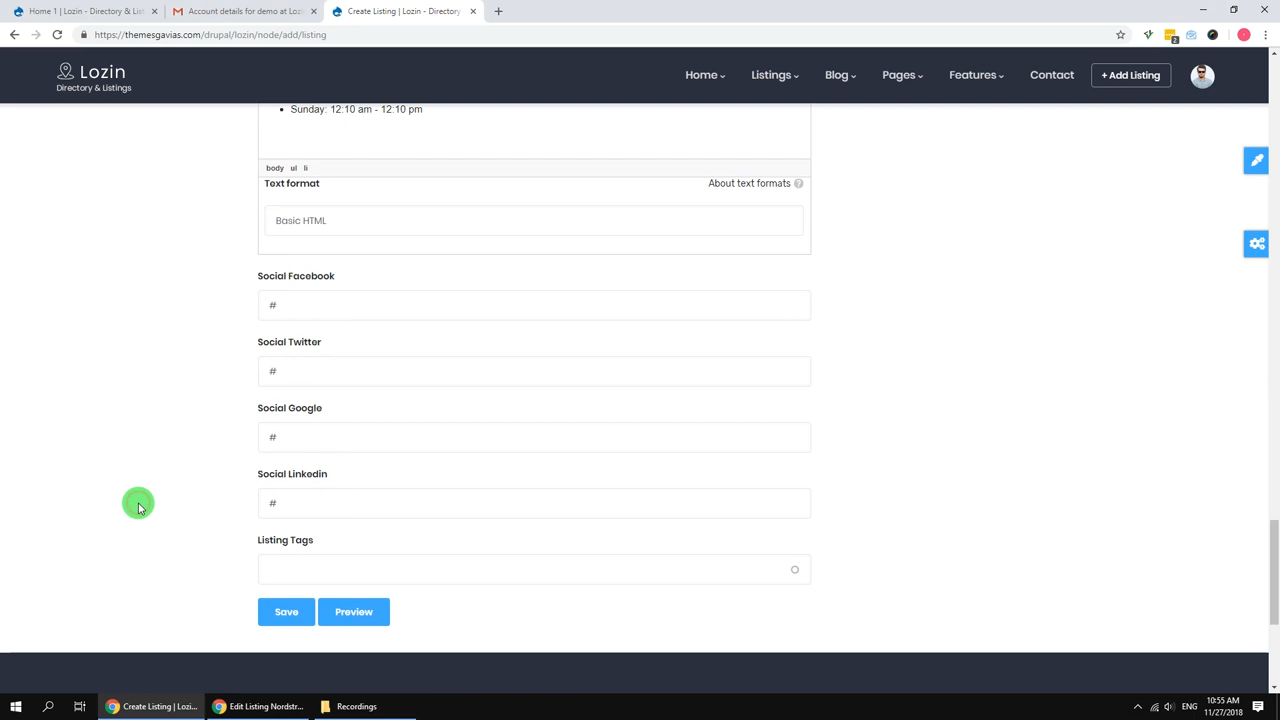 Home 1 | Lozin - Directory & List
Account details for demo at Lozin
Create Listing | Lozin - Directory
https://themesgavias.com/drupal/lozin/node/add/listing
2
Lozin
Directory & Listings
Home
Listings
Blog
Pages
Features
Contact
+ Add Listing
Sunday: 12:10 am - 12:10 pm
body ul li
Text format
About text formats ?
Basic HTML
Social Facebook
#
Social Twitter
#
Social Google
#
Social Linkedin
#
Listing Tags
Save
Preview
Create Listing | Lozi...
Edit Listing Nordstr...
Recordings
ENG
10:55 AM
11/27/2018